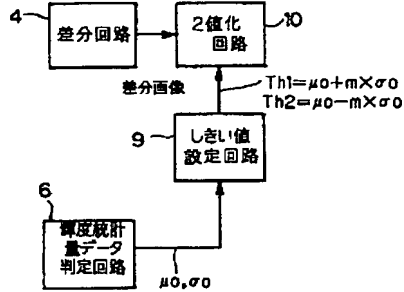 4
差分回路
2値化
回路
10
差分画像
Th1=μo+m×σo
Th2=μo-m×σo
9
しきい値
設定回路
6
輝度統計
量データ
判定回路
μo,σo